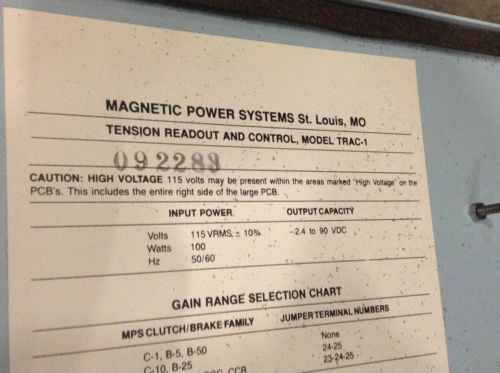 MAGNETIC POWER SYSTEMS St. Louis, MO
TENSION READOUT AND CONTROL, MODEL TRAC-1
092283
CAUTION: HIGH VOLTAGE 115 volts may be present within the areas marked "High Voltage" on the
PCB's. This includes the entire right side of the large PCB.
INPUT POWER OUTPUT CAPACITY
Volts 115 VRMS, ± 10% -2.4 to 90 VDC
Watts 100
Hz 50/60
GAIN RANGE SELECTION CHART
MPS CLUTCH/BRAKE FAMILY JUMPER TERMINAL NUMBERS
C-1, B-5, B-50 None
C-10, B-25 24-25
CCB 23-24-25